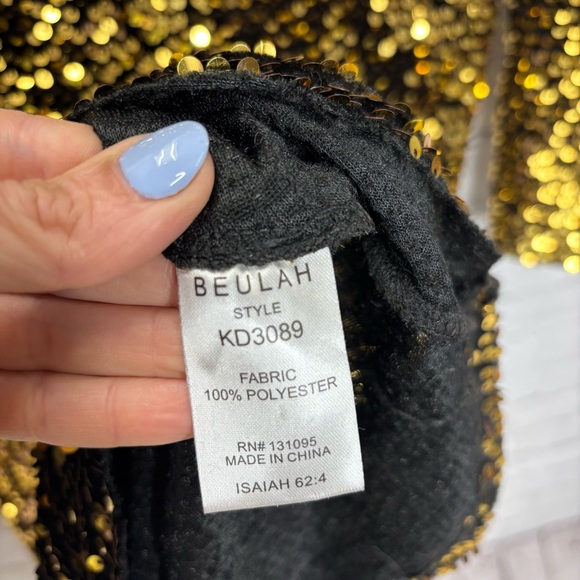 BEULAH
STYLE
KD3089
FABRIC
100% POLYESTER
RN# 131095
MADE IN CHINA
ISAIAH 62:4